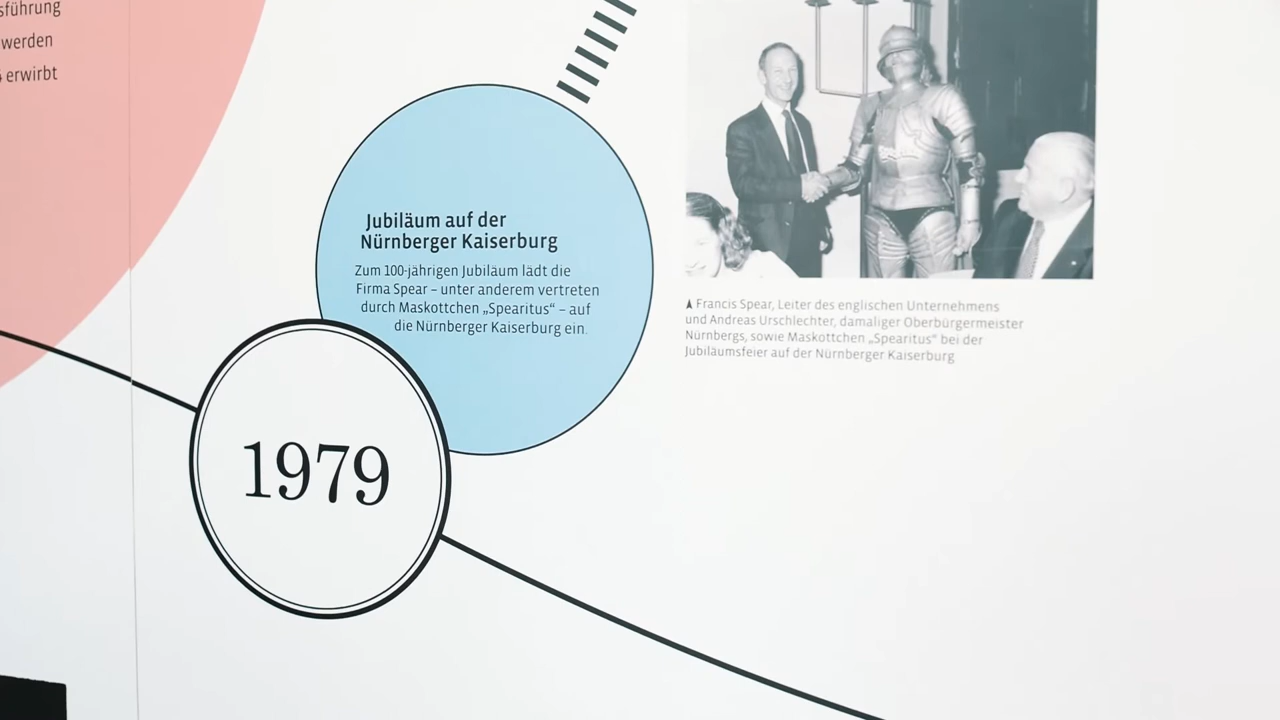 sführung
werden
erwirbt
Jubiläum auf der
Nürnberger Kaiserburg
Zum 100-jährigen Jubiläum lädt die
Firma Spear – unter anderem vertreten
durch Maskottchen „Spearitus“ – auf
die Nürnberger Kaiserburg ein.
1979
Francis Spear, Leiter des englischen Unternehmens
und Andreas Urschlechter, damaliger Oberbürgermeister
Nürnbergs, sowie Maskottchen „Spearitus“ bei der
Jubiläumsfeier auf der Nürnberger Kaiserburg